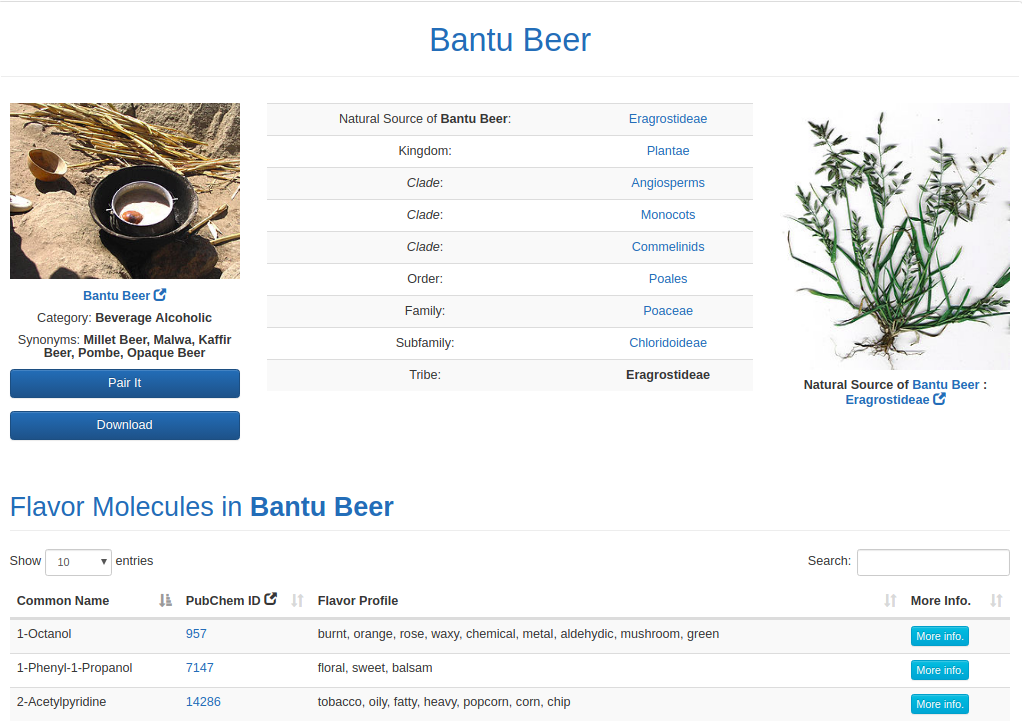 Bantu Beer
Natural Source of Bantu Beer: Eragrostideae
Kingdom: Plantae
Clade: Angiosperms
Clade: Monocots
Clade: Commelinids
Order: Poales
Family: Poaceae
Subfamily: Chloridoideae
Tribe: Eragrostideae
Bantu Beer
Category: Beverage Alcoholic
Synonyms: Millet Beer, Malwa, Kaffir
Beer, Pombe, Opaque Beer
Pair It
Download
Natural Source of Bantu Beer :
Eragrostideae
Flavor Molecules in Bantu Beer
Show 10 entries Search:
Common Name PubChem ID Flavor Profile More Info.
1-Octanol 957 burnt, orange, rose, waxy, chemical, metal, aldehydic, mushroom, green More info.
1-Phenyl-1-Propanol 7147 floral, sweet, balsam More info.
2-Acetylpyridine 14286 tobacco, oily, fatty, heavy, popcorn, corn, chip More info.